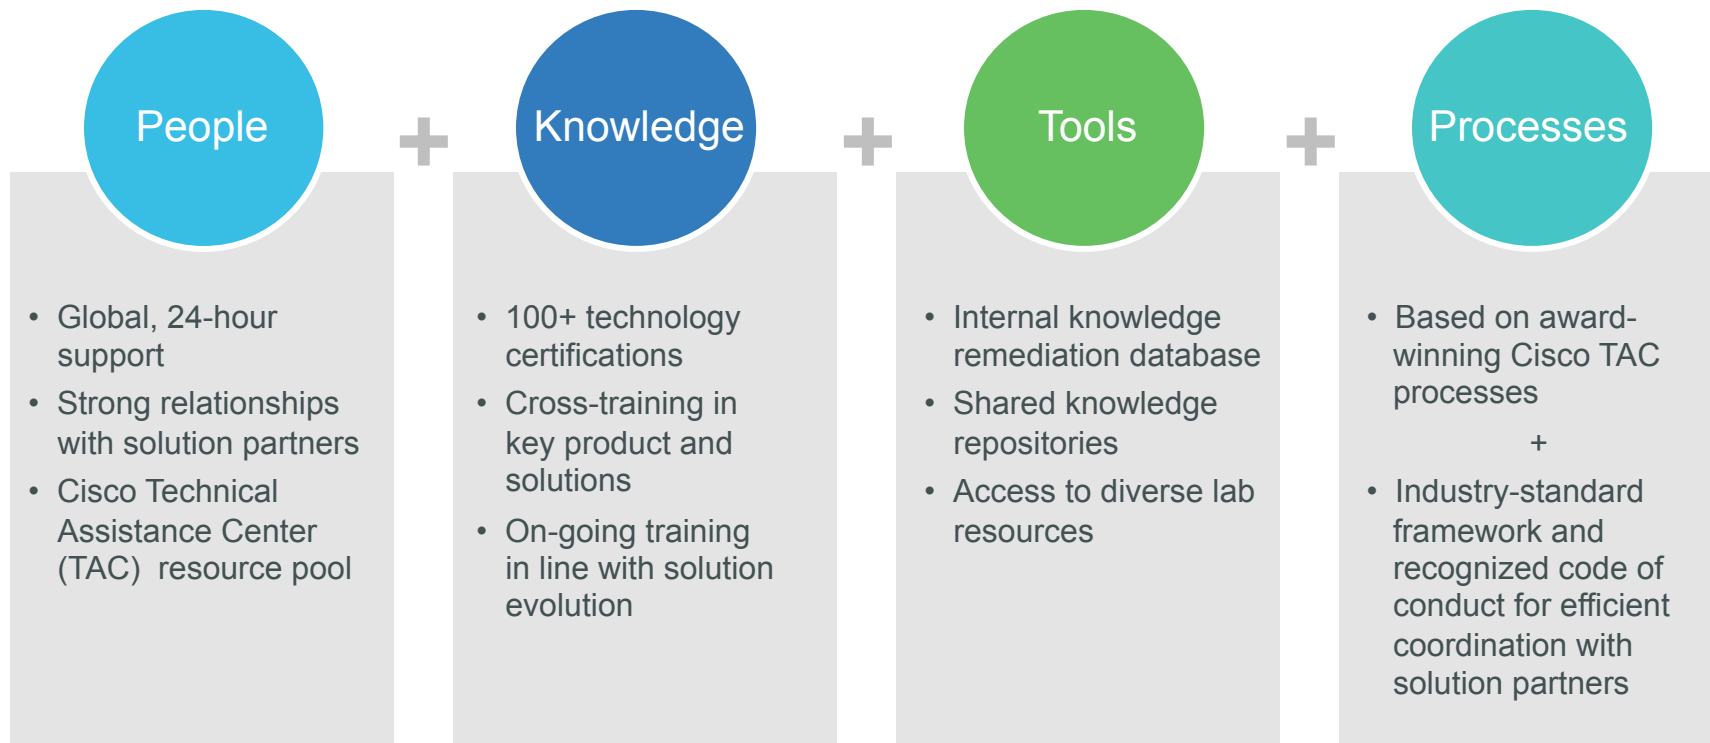 People
Knowledge
Tools
Processes
• Global, 24-hour
support
• Strong relationships
with solution partners
• Cisco Technical
Assistance Center
(TAC)  resource pool
• 100+ technology
certifications
• Cross-training in
key product and
solutions
• On-going training
in line with solution
evolution
• Internal knowledge
remediation database
• Shared knowledge
repositories
• Access to diverse lab
resources
• Based on award-
winning Cisco TAC
processes
+
• Industry-standard
framework and
recognized code of
conduct for efficient
coordination with
solution partners